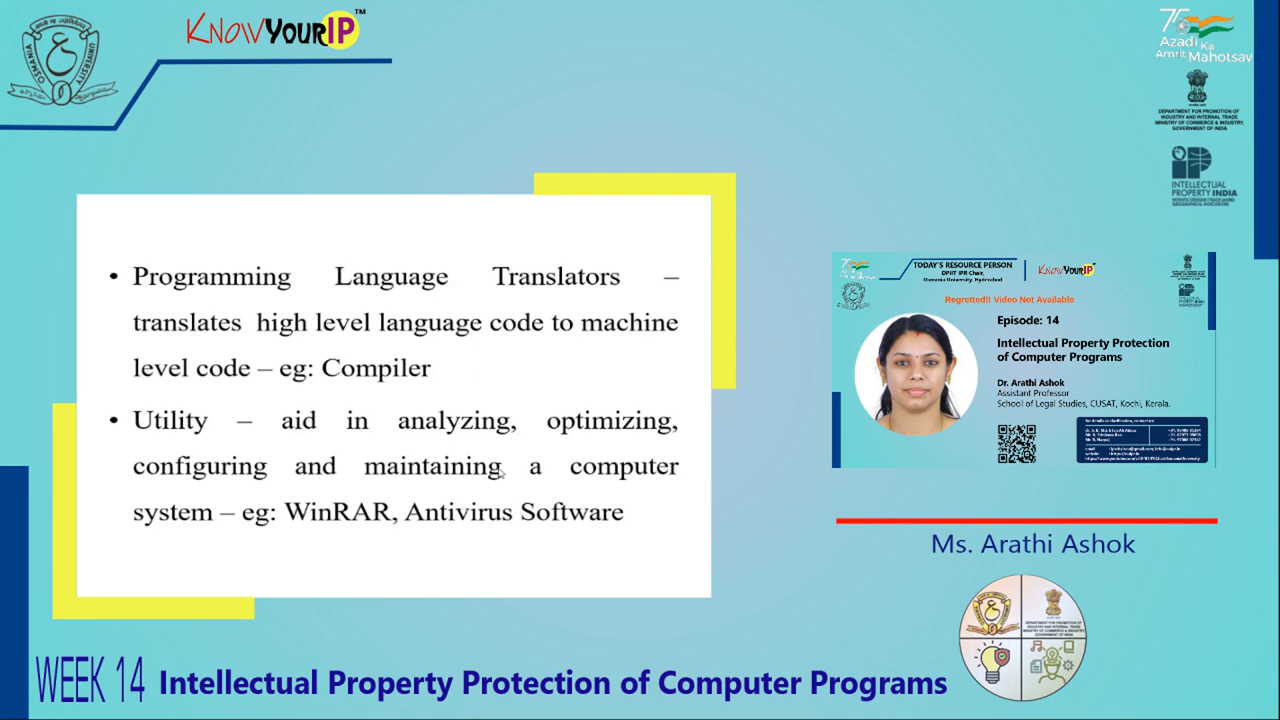 KNOWYOURIP™
OSMANIA UNIVERSITY
75
Azadi Ka
Amrit Mahotsav
DEPARTMENT FOR PROMOTION OF
INDUSTRY AND INTERNAL TRADE
MINISTRY OF COMMERCE & INDUSTRY,
GOVERNMENT OF INDIA
INTELLECTUAL
PROPERTY INDIA
• Programming Language Translators –
translates high level language code to machine
level code – eg: Compiler
• Utility – aid in analyzing, optimizing,
configuring and maintaining a computer
system – eg: WinRAR, Antivirus Software
TODAY'S RESOURCE PERSON
DPIIT IPR Chair,
Osmania University, Hyderabad
KNOWYOURIP
Regretted!! Video Not Available
Episode: 14
Intellectual Property Protection
of Computer Programs
Dr. Arathi Ashok
Assistant Professor
School of Legal Studies, CUSAT, Kochi, Kerala.
Ms. Arathi Ashok
WEEK 14 Intellectual Property Protection of Computer Programs